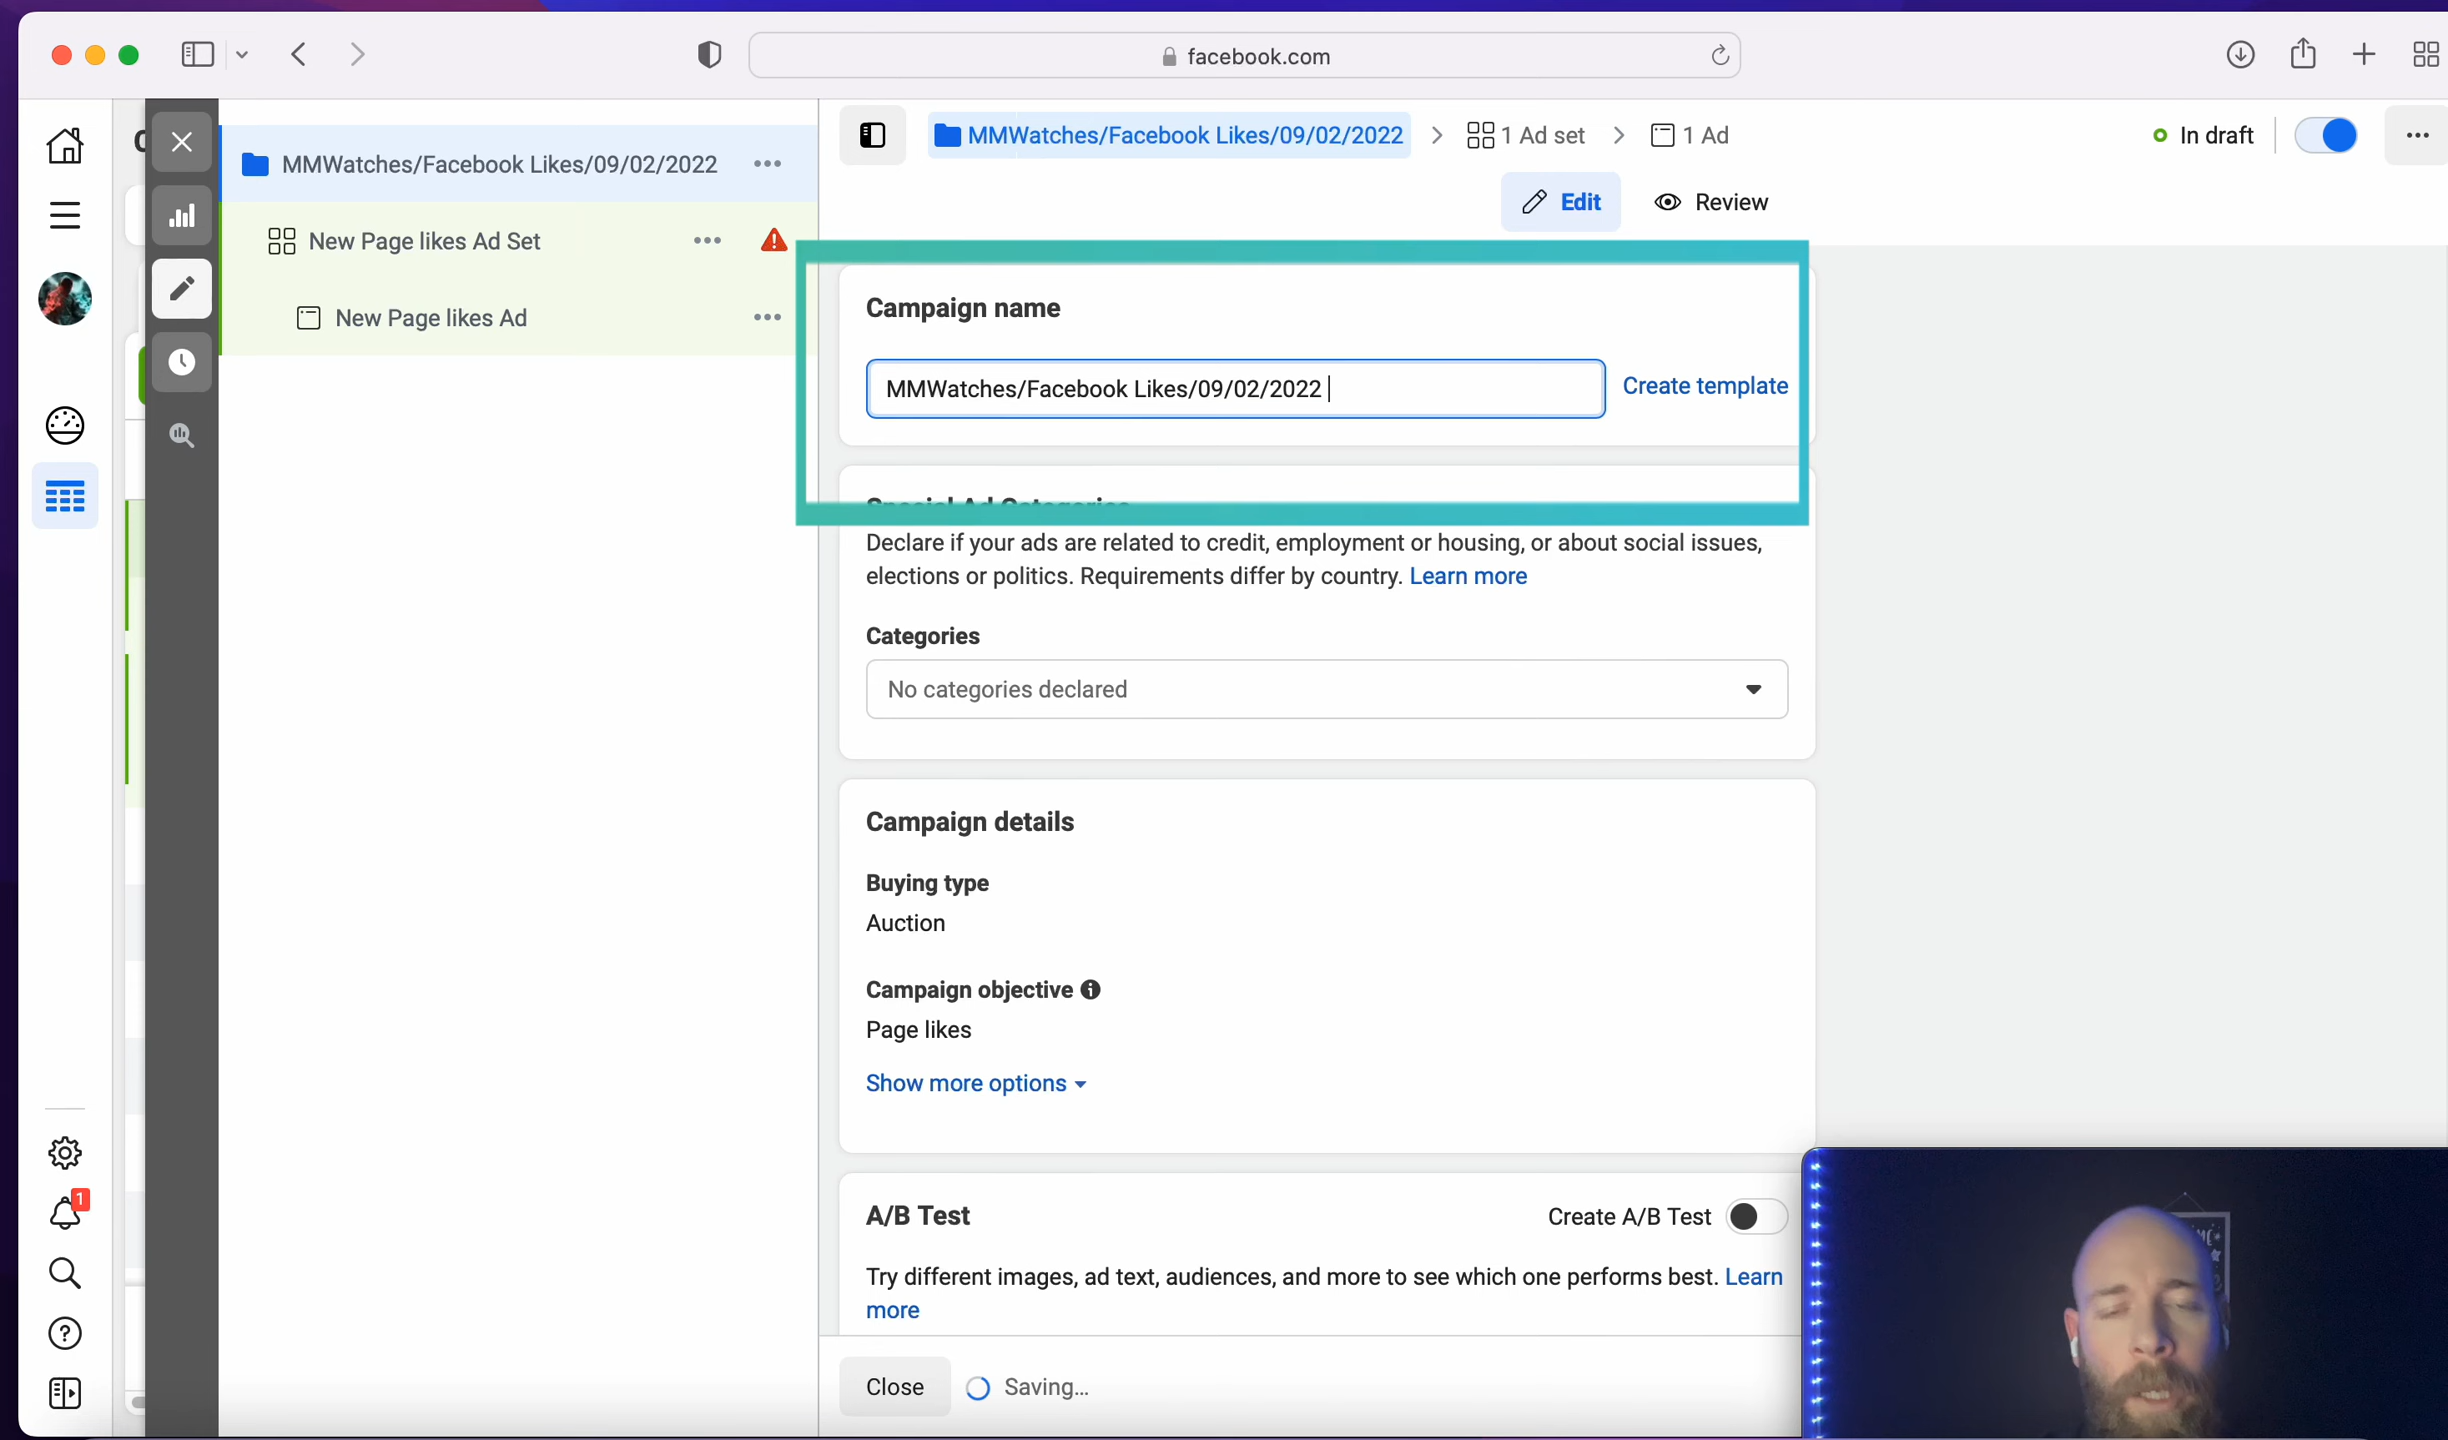 facebook.com
MMWatches/Facebook Likes/09/02/2022
New Page likes Ad Set
New Page likes Ad
MMWatches/Facebook Likes/09/02/2022
1 Ad set
1 Ad
In draft
Edit
Review
Campaign name
MMWatches/Facebook Likes/09/02/2022
Create template
Special Ad Categories
Declare if your ads are related to credit, employment or housing, or about social issues,
elections or politics. Requirements differ by country. Learn more
Categories
No categories declared
Campaign details
Buying type
Auction
Campaign objective
Page likes
Show more options
A/B Test
Create A/B Test
Try different images, ad text, audiences, and more to see which one performs best. Learn
more
1
Close
Saving...